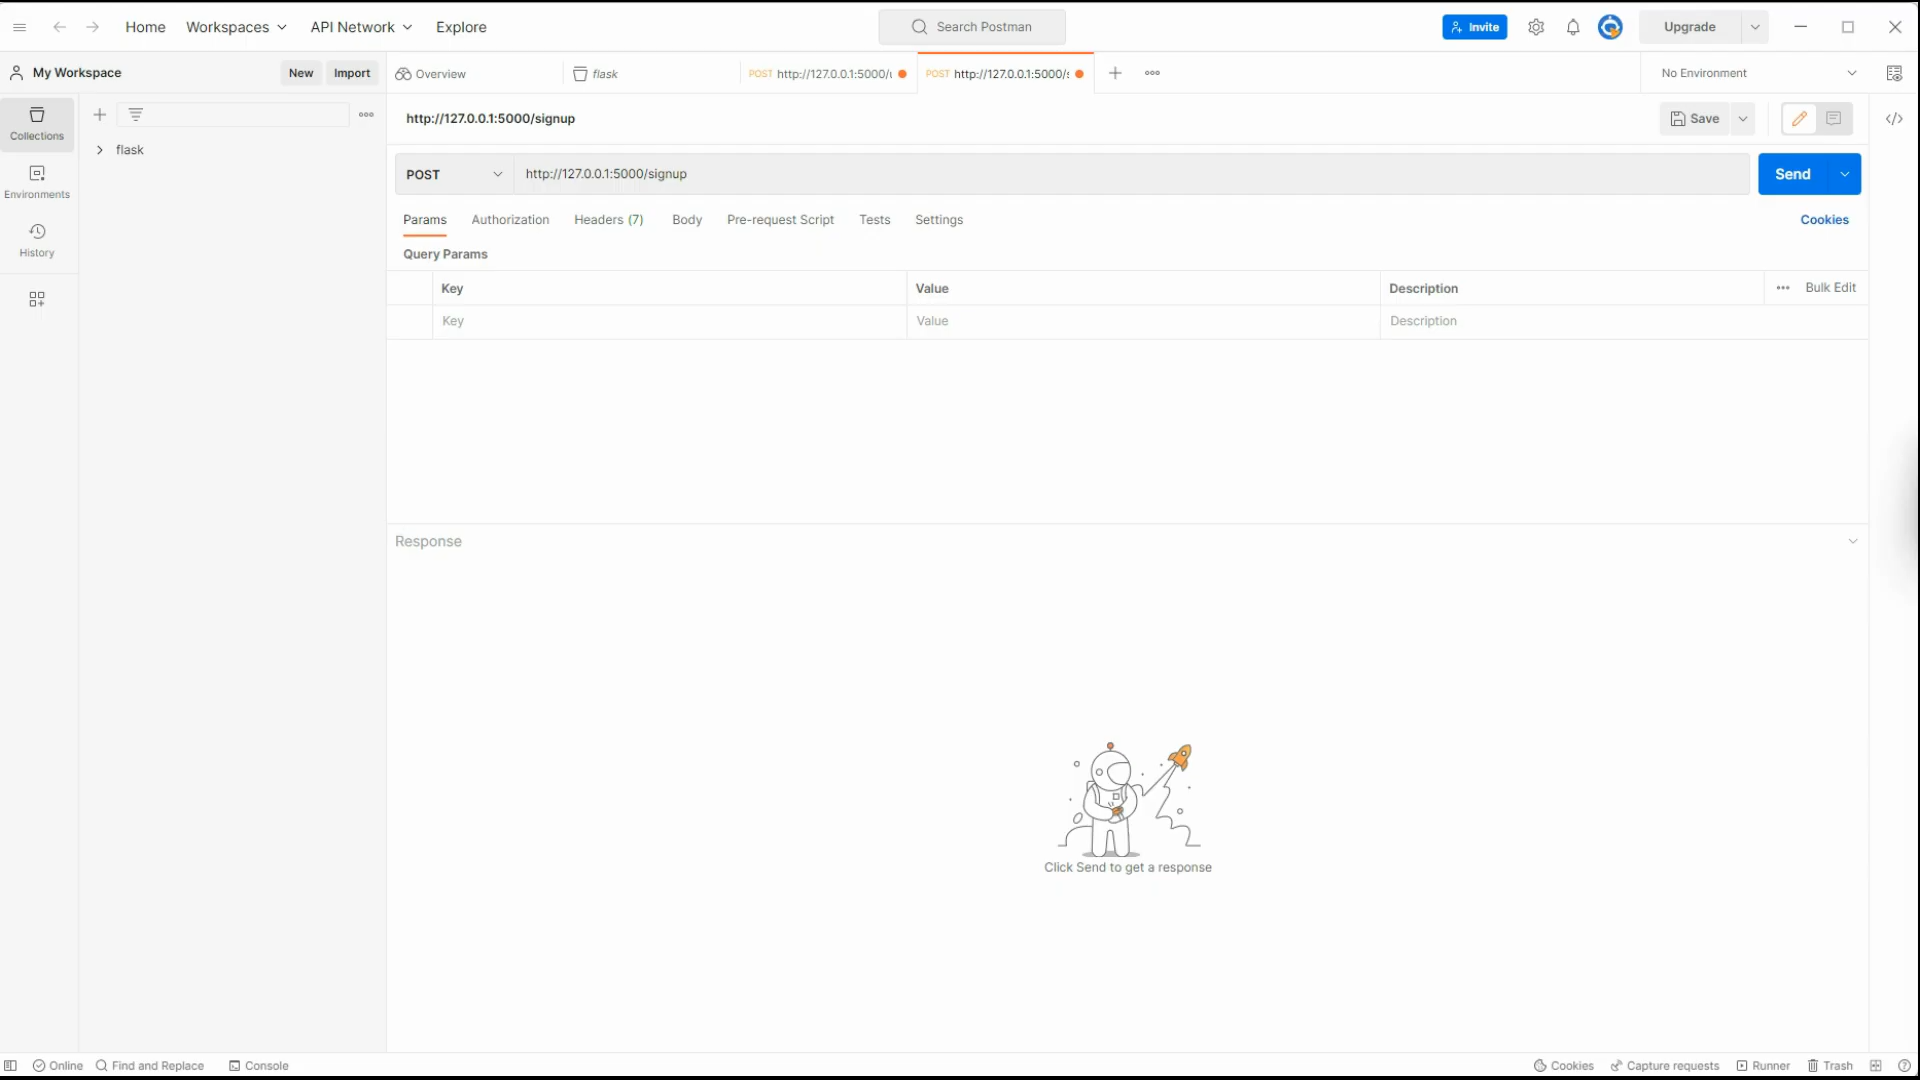 Home Workspaces API Network Explore Search Postman Invite Upgrade
My Workspace New Import Overview flask POST http://127.0.0.1:5000/ POST http://127.0.0.1:5000/ No Environment
Collections
http://127.0.0.1:5000/signup Save
flask
Environments
POST http://127.0.0.1:5000/signup Send
History
Params Authorization Headers (7) Body Pre-request Script Tests Settings Cookies
Query Params
Key Value Description Bulk Edit
Key Value Description
Response
Click Send to get a response
Online Find and Replace Console Cookies Capture requests Runner Trash